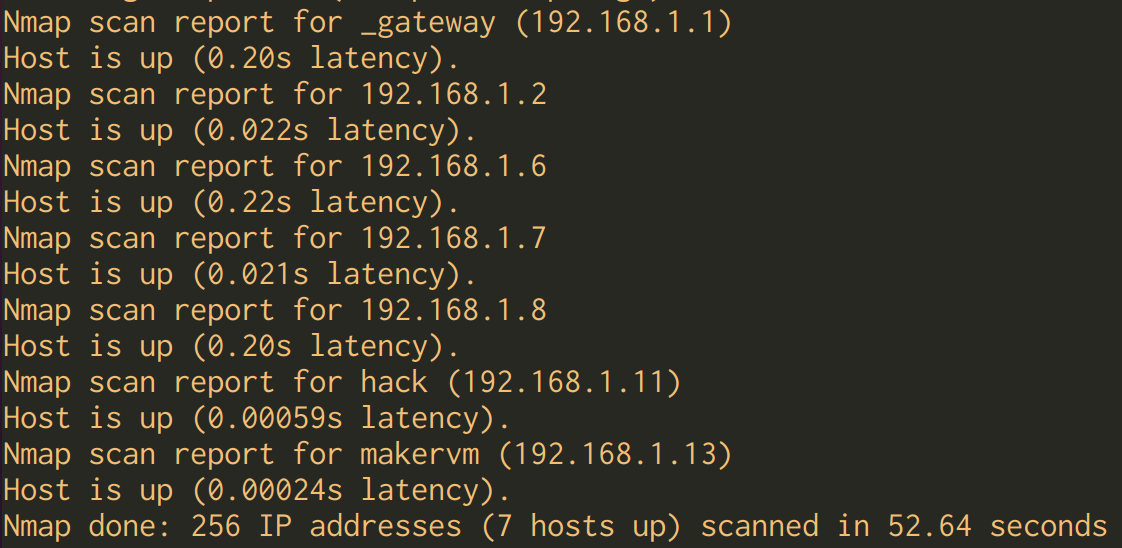 Nmap scan report for _gateway (192.168.1.1)
Host is up (0.20s latency).
Nmap scan report for 192.168.1.2
Host is up (0.022s latency).
Nmap scan report for 192.168.1.6
Host is up (0.22s latency).
Nmap scan report for 192.168.1.7
Host is up (0.021s latency).
Nmap scan report for 192.168.1.8
Host is up (0.20s latency).
Nmap scan report for hack (192.168.1.11)
Host is up (0.00059s latency).
Nmap scan report for makervm (192.168.1.13)
Host is up (0.00024s latency).
Nmap done: 256 IP addresses (7 hosts up) scanned in 52.64 seconds